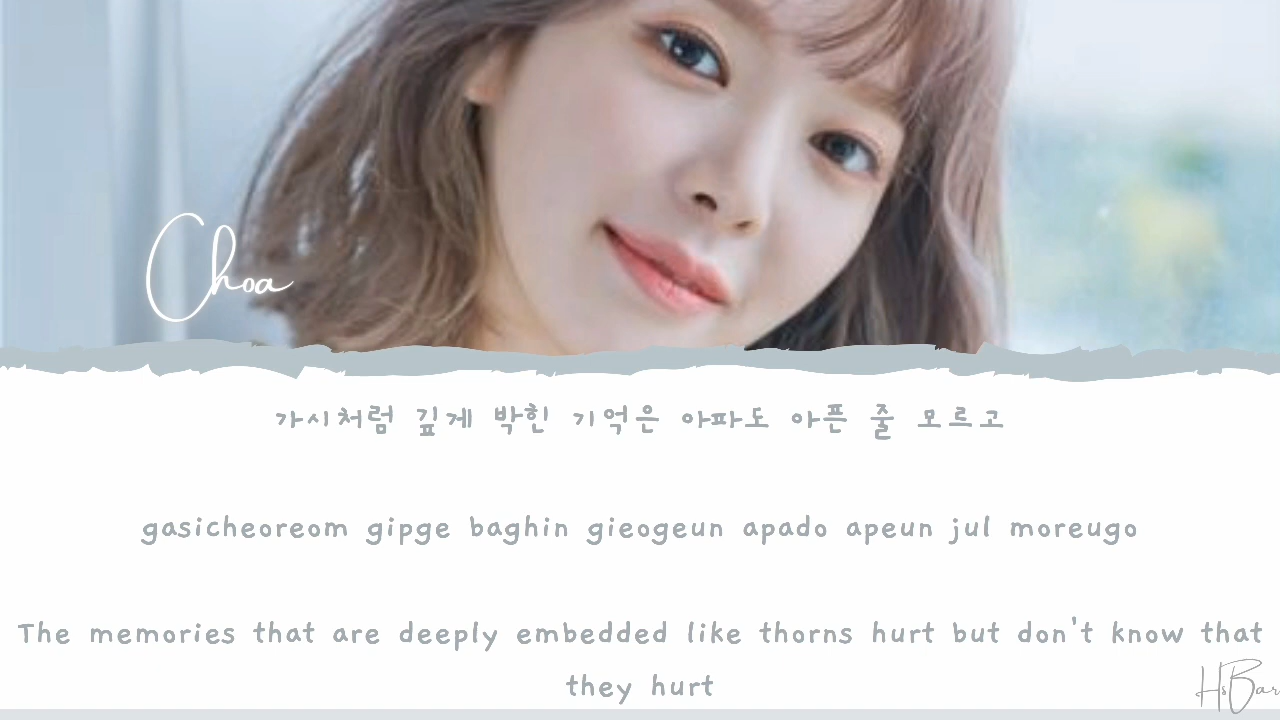 Choa
가시처럼 깊게 박힌 기억은 아파도 아픈 줄 모르고
gasicheoreom gipge baghin gieogeun apado apeun jul moreugo
The memories that are deeply embedded like thorns hurt but don't know that
they hurt
HsBar